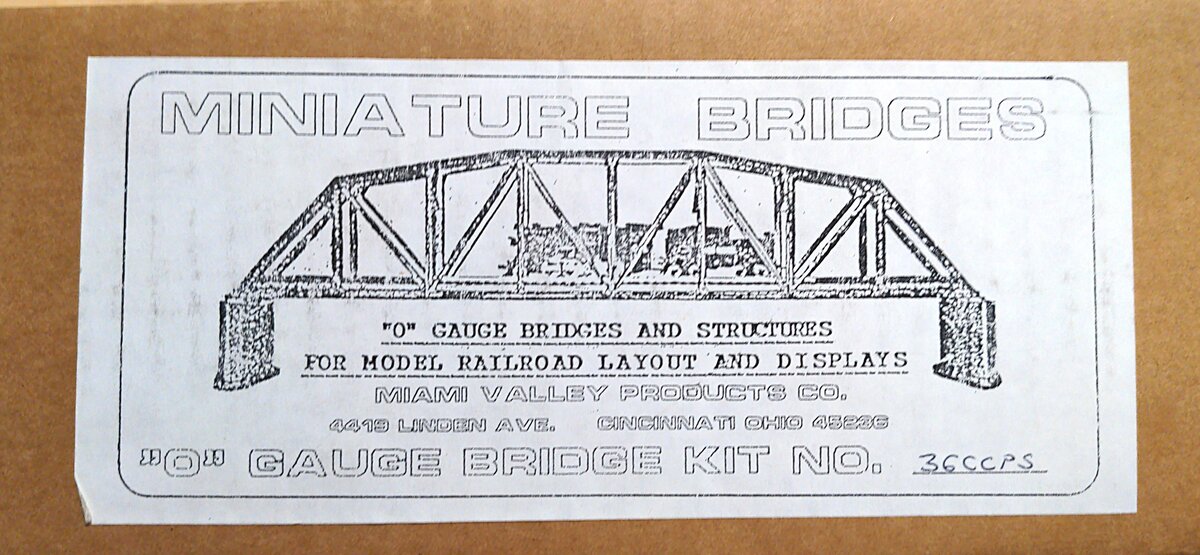 MINIATURE BRIDGES
"O" GAUGE BRIDGES AND STRUCTURES
FOR MODEL RAILROAD LAYOUT AND DISPLAYS
MIAMI VALLEY PRODUCTS CO.
4419 LINDEN AVE. CINCINNATI OHIO 45236
"O" GAUGE BRIDGE KIT NO. 36CCPS